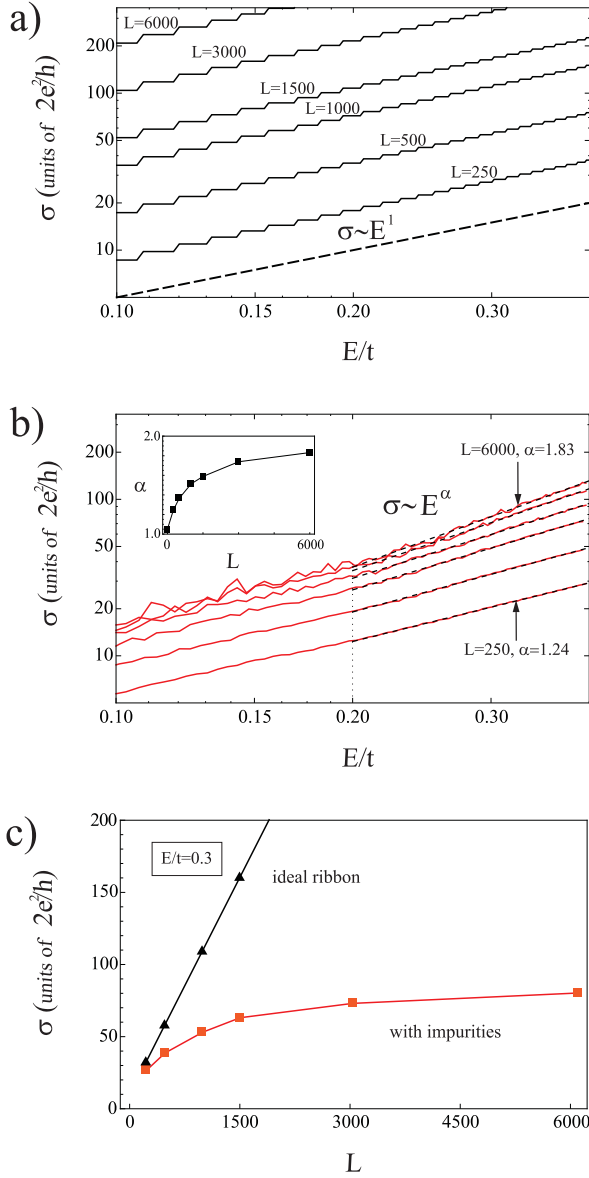 a)
σ (units of 2e²/h)
200
100
50
20
10
L=6000
L=3000
L=1500
L=1000
L=500
L=250
σ~E¹
0.10
0.15
0.20
0.30
E/t
b)
σ (units of 2e²/h)
200
100
50
20
10
2.0
α
1.0
0
L
6000
L=6000, α=1.83
σ~Eᵅ
L=250, α=1.24
0.10
0.15
0.20
0.30
E/t
c)
σ (units of 2e²/h)
200
150
100
50
0
E/t=0.3
ideal ribbon
with impurities
0
1500
3000
4500
6000
L